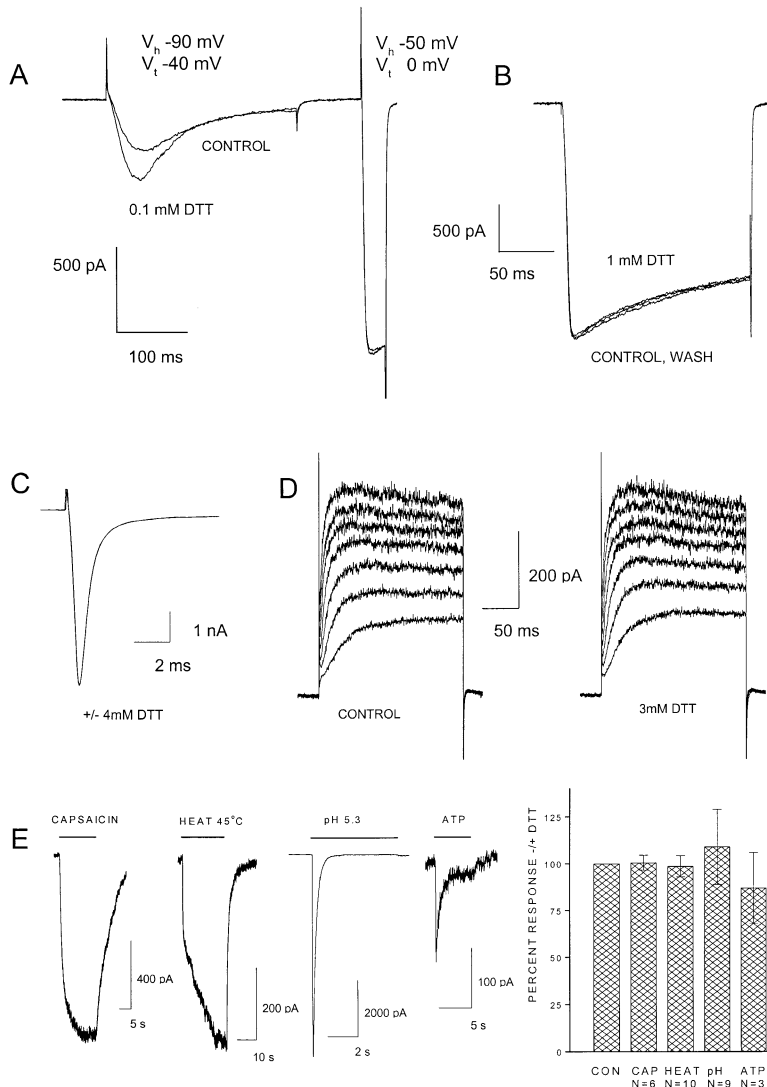 A
Vh -90 mV
Vt -40 mV
Vh -50 mV
Vt 0 mV
CONTROL
0.1 mM DTT
500 pA
100 ms
B
500 pA
50 ms
1 mM DTT
CONTROL, WASH
C
1 nA
2 ms
+/- 4mM DTT
D
200 pA
50 ms
CONTROL
3mM DTT
E
CAPSAICIN
400 pA
5 s
HEAT 45°C
200 pA
10 s
pH 5.3
2000 pA
2 s
ATP
100 pA
5 s
PERCENT RESPONSE -/+ DTT
125
100
75
50
25
0
CON CAP HEAT pH ATP
N=6 N=10 N=9 N=3